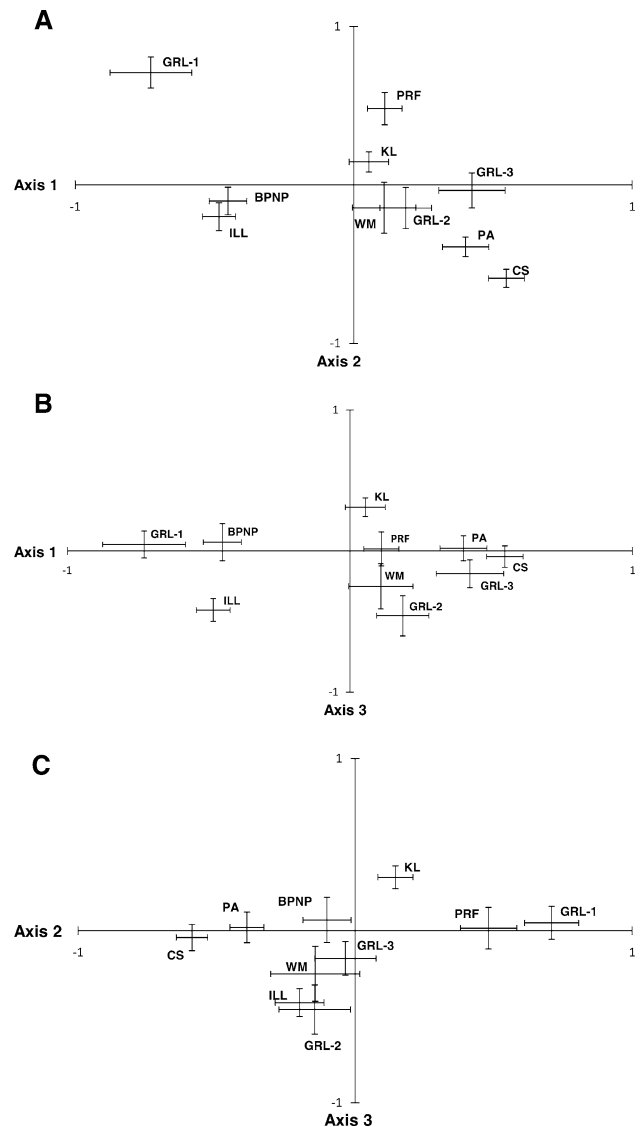 A
1
GRL-1
PRF
KL
GRL-3
Axis 1
-1
1
BPNP
WM
GRL-2
ILL
PA
CS
-1
Axis 2
B
1
KL
GRL-1
BPNP
PRF
PA
Axis 1
-1
1
CS
WM
GRL-3
ILL
GRL-2
-1
Axis 3
C
1
KL
BPNP
PA
PRF
GRL-1
Axis 2
-1
1
CS
GRL-3
WM
ILL
GRL-2
-1
Axis 3